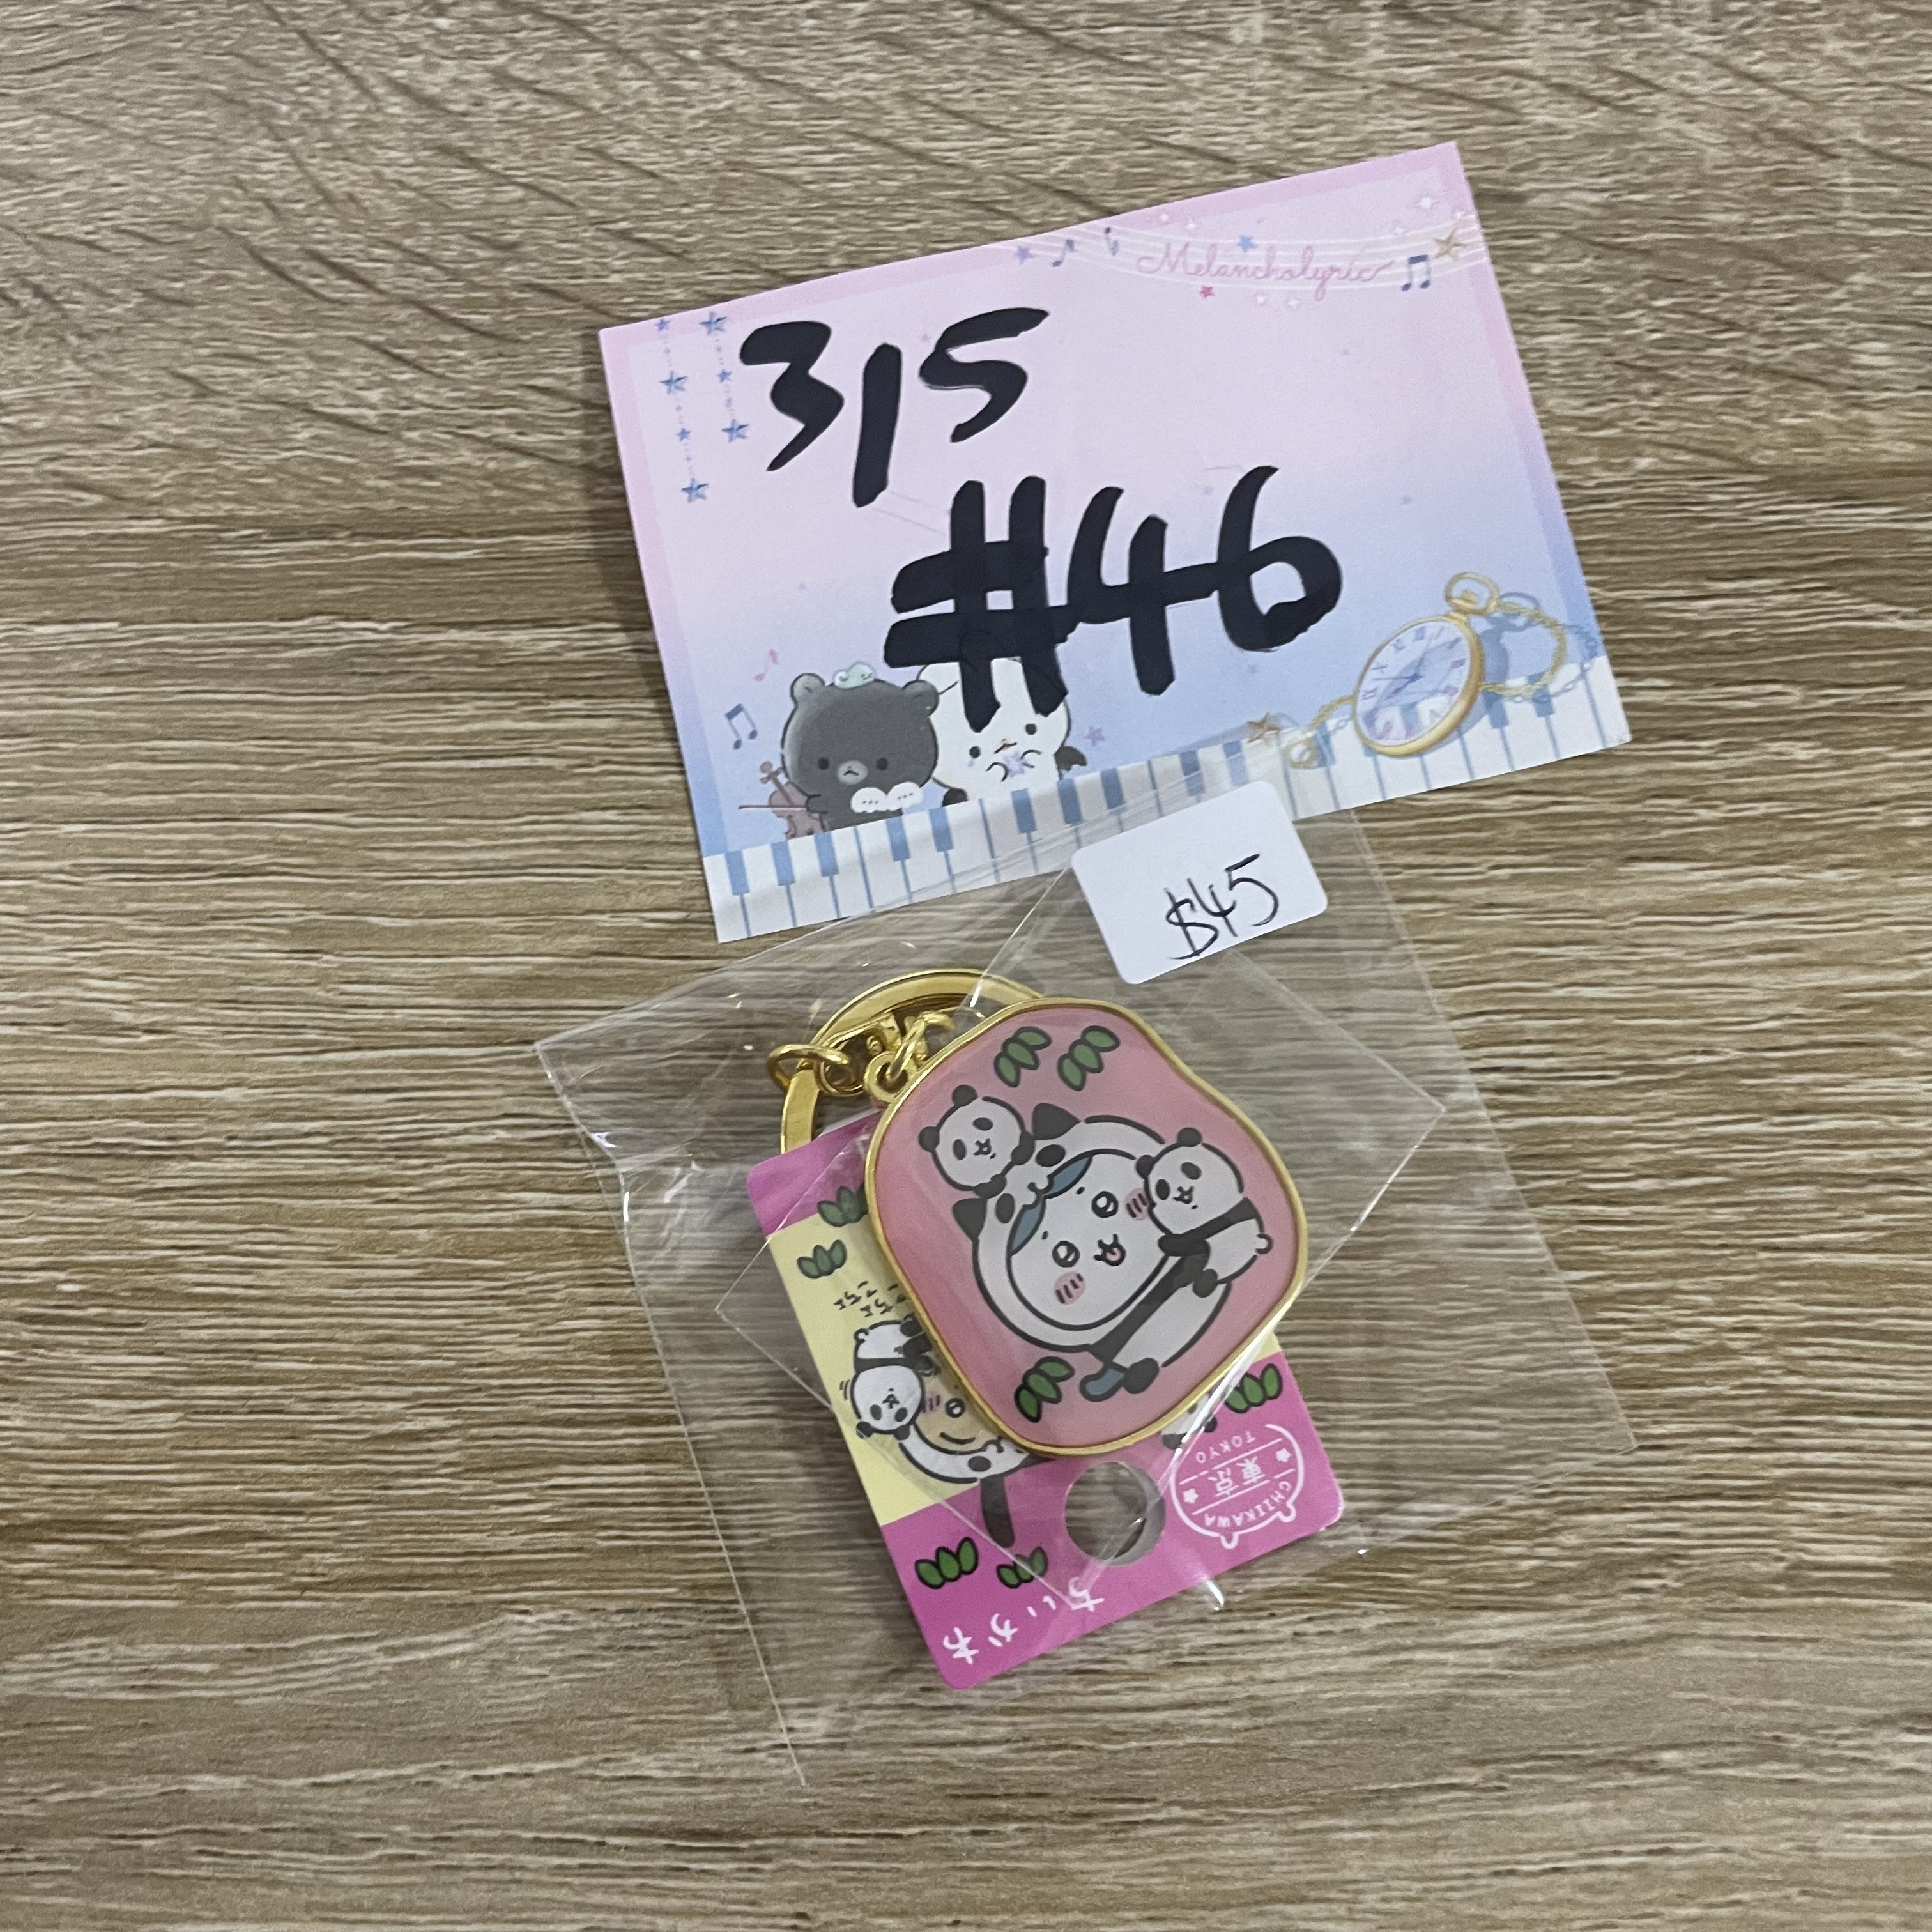 Melancholyric
315
#46
$45
TOKYO
東京
CHIIKAWA
ちいかわ